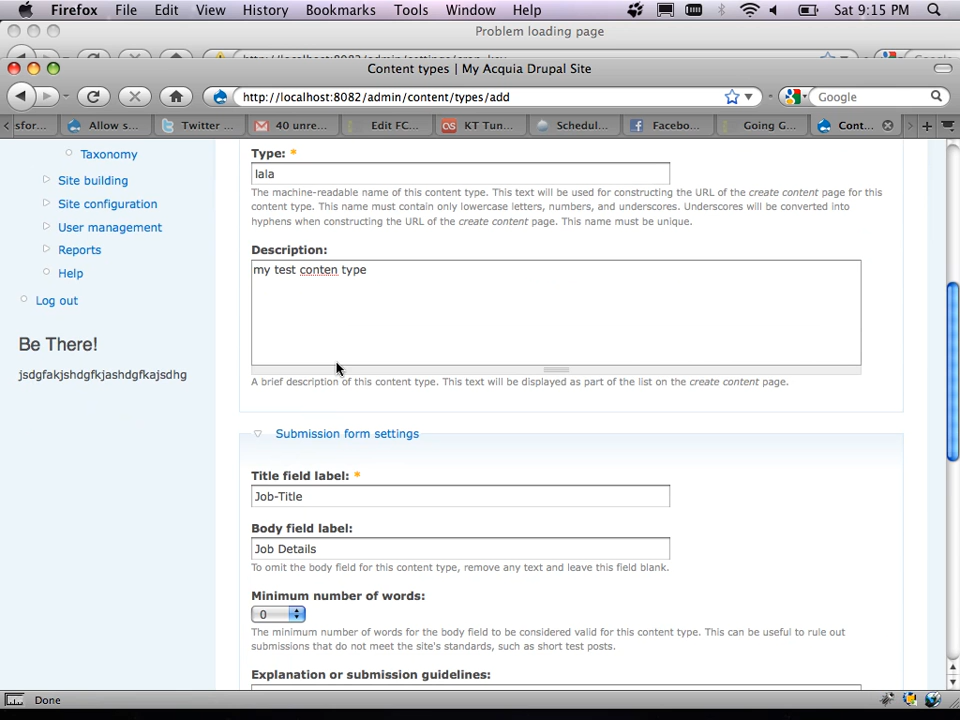 Firefox File Edit View History Bookmarks Tools Window Help Sat 9:15 PM
Problem loading page
Content types | My Acquia Drupal Site
http://localhost:8082/admin/content/types/add Google
sfor... Allow s... Twitter ... 40 unre... Edit FC... KT Tun... Schedul... Facebo... Going G... Cont...
Taxonomy
Site building
Site configuration
User management
Reports
Help
Log out
Be There!
jsdgfakjshdgfkjashdgfkajsdhg
Type: *
lala
The machine-readable name of this content type. This text will be used for constructing the URL of the create content page for this
content type. This name must contain only lowercase letters, numbers, and underscores. Underscores will be converted into
hyphens when constructing the URL of the create content page. This name must be unique.
Description:
my test conten type
A brief description of this content type. This text will be displayed as part of the list on the create content page.
Submission form settings
Title field label: *
Job-Title
Body field label:
Job Details
To omit the body field for this content type, remove any text and leave this field blank.
Minimum number of words:
0
The minimum number of words for the body field to be considered valid for this content type. This can be useful to rule out
submissions that do not meet the site's standards, such as short test posts.
Explanation or submission guidelines:
Done